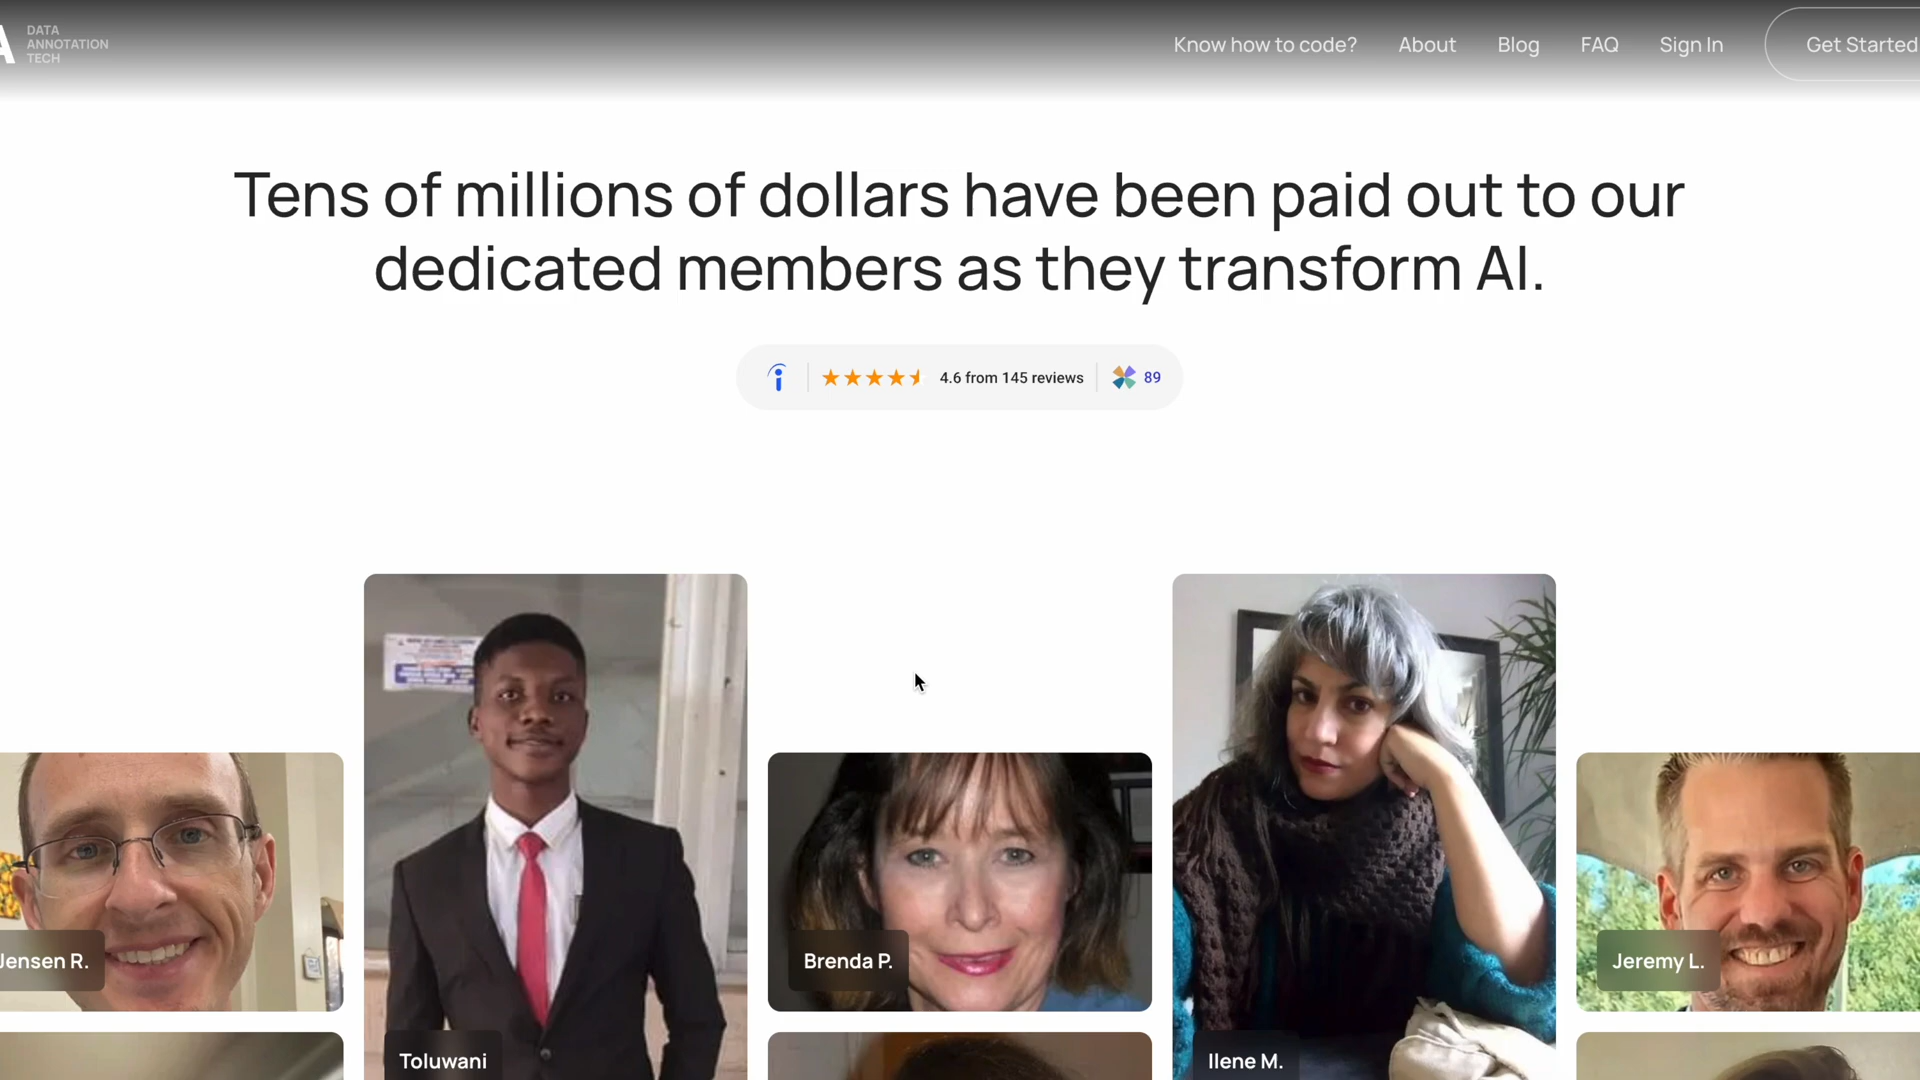 DATA
ANNOTATION
TECH
Know how to code?
About
Blog
FAQ
Sign In
Get Started
Tens of millions of dollars have been paid out to our
dedicated members as they transform AI.
4.6 from 145 reviews
89
Jensen R.
Toluwani
Brenda P.
Ilene M.
Jeremy L.